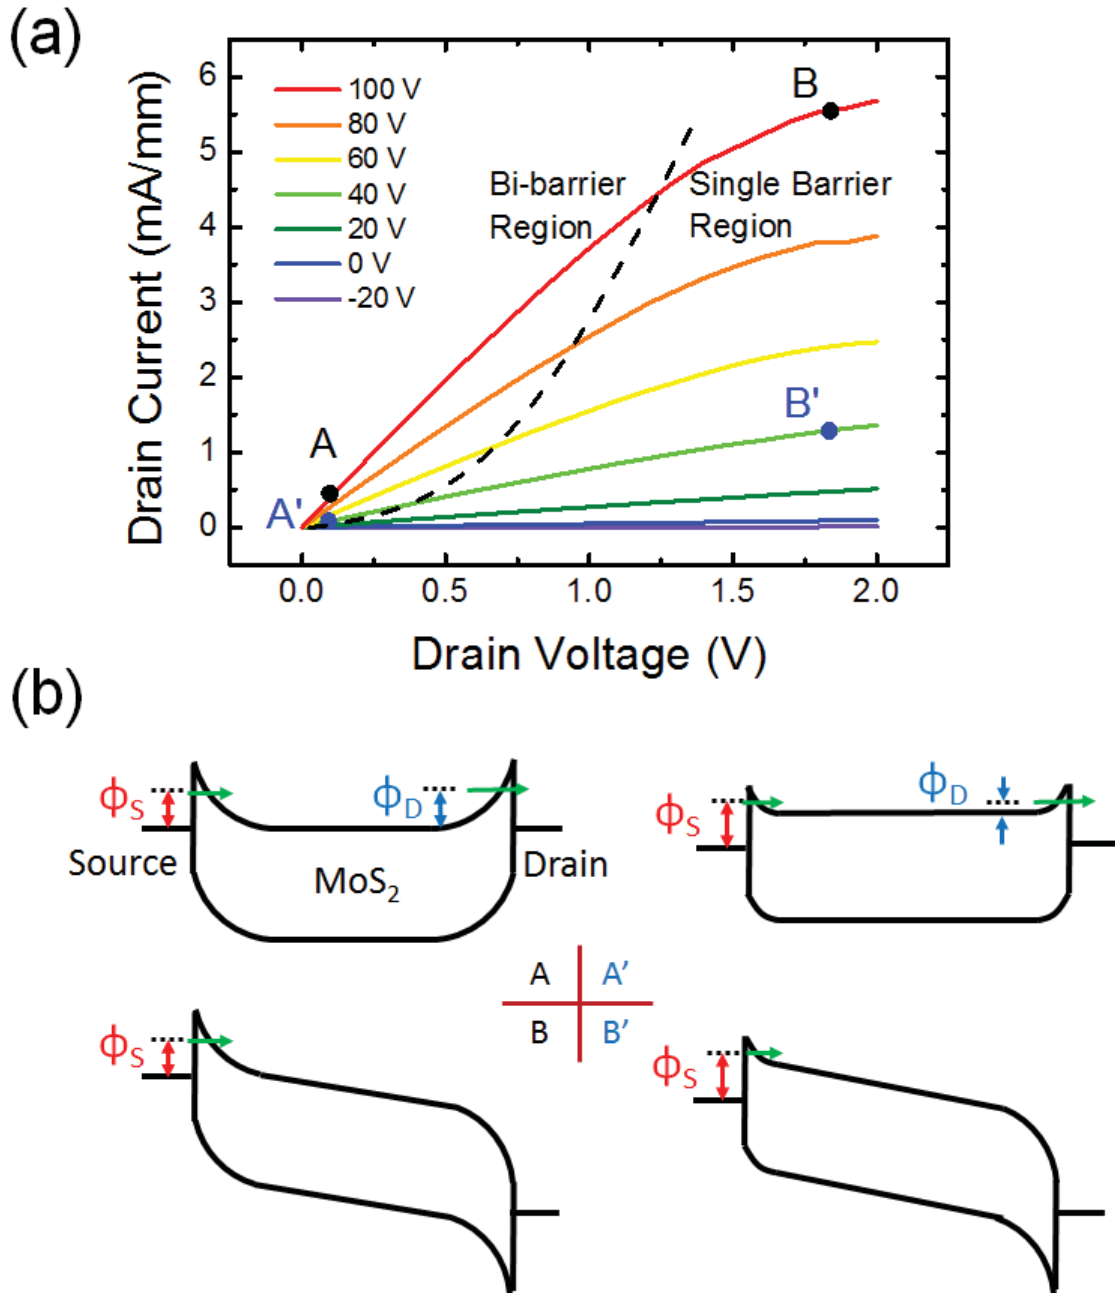 (a)
Drain Current (mA/mm)
6
5
4
3
2
1
0
100 V
80 V
60 V
40 V
20 V
0 V
-20 V
Bi-barrier
Region
Single Barrier
Region
A
B
A'
B'
0.0 0.5 1.0 1.5 2.0
Drain Voltage (V)
(b)
ϕS
ϕD
Source
MoS2
Drain
ϕS
ϕD
A A’
B B’
ϕS
ϕS